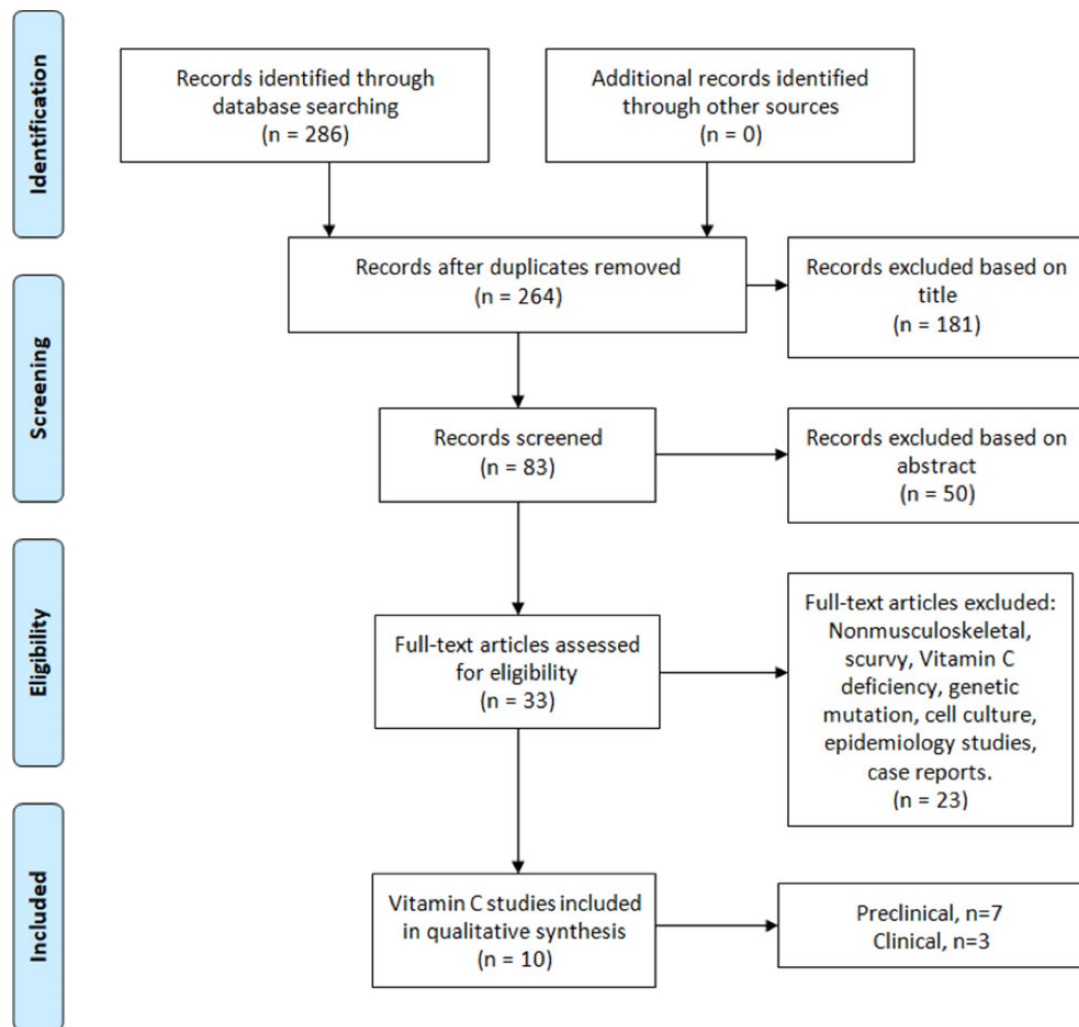 Identification
Records identified through
database searching
(n = 286)
Additional records identified
through other sources
(n = 0)
Records after duplicates removed
(n = 264)
Records excluded based on
title
(n = 181)
Screening
Records screened
(n = 83)
Records excluded based on
abstract
(n = 50)
Eligibility
Full-text articles assessed
for eligibility
(n = 33)
Full-text articles excluded:
Nonmusculoskeletal,
scurvy, Vitamin C
deficiency, genetic
mutation, cell culture,
epidemiology studies,
case reports.
(n = 23)
Included
Vitamin C studies included
in qualitative synthesis
(n = 10)
Preclinical, n=7
Clinical, n=3